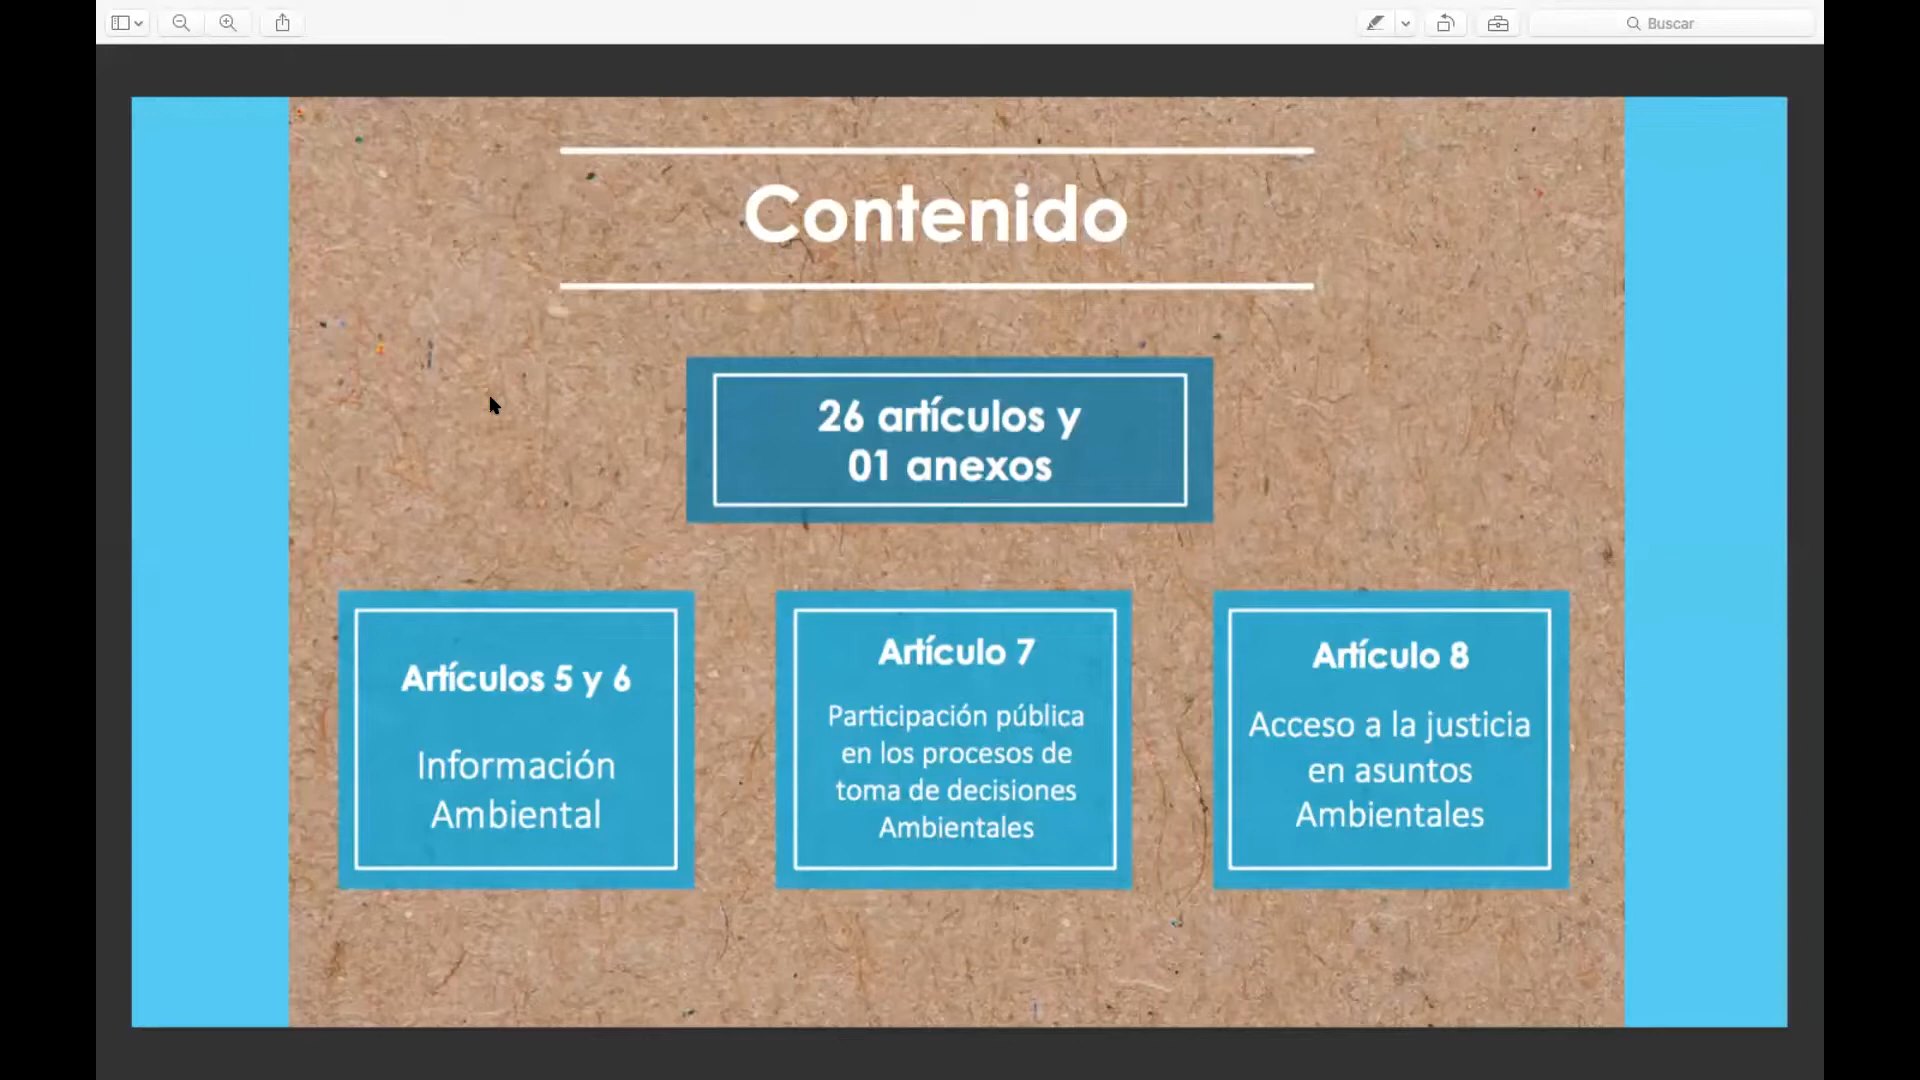 Buscar
Contenido
26 artículos y
01 anexos
Artículos 5 y 6
Información
Ambiental
Artículo 7
Participación pública
en los procesos de
toma de decisiones
Ambientales
Artículo 8
Acceso a la justicia
en asuntos
Ambientales